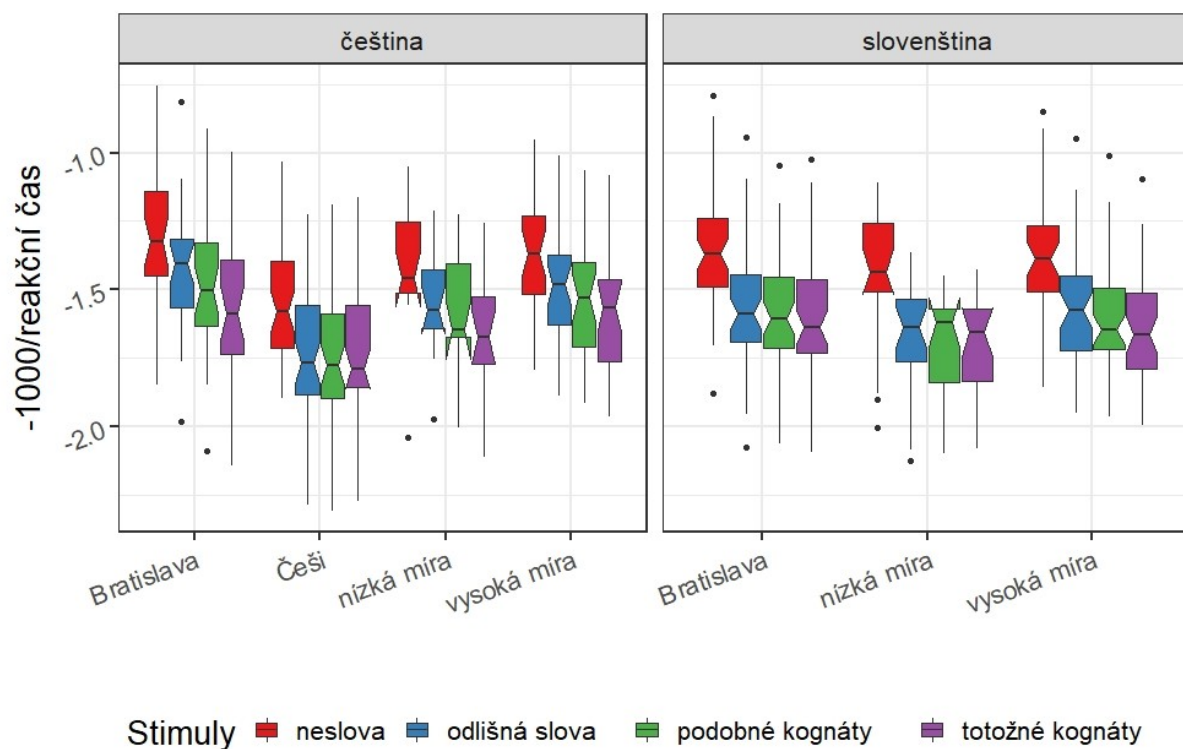 čeština
slovenština
-1000/reakční čas
-1.0
-1.5
-2.0
Bratislava
Češi
nízká míra
vysoká míra
Bratislava
nízká míra
vysoká míra
Stimuly neslova odlišná slova podobné kognáty totožné kognáty